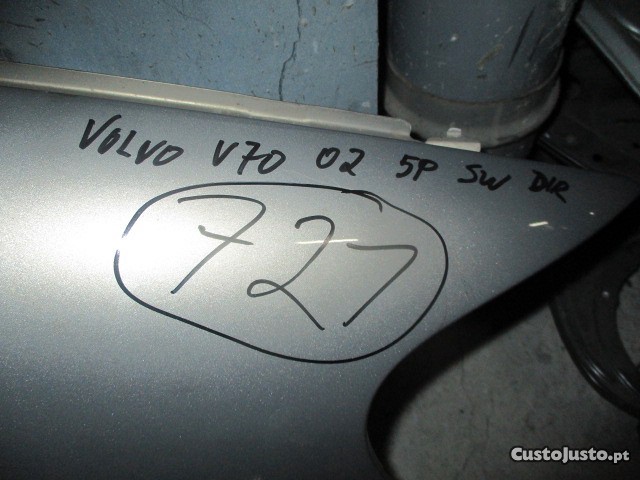 VOLVO V70 02 5P SW DIR
727
CustoJusto.pt